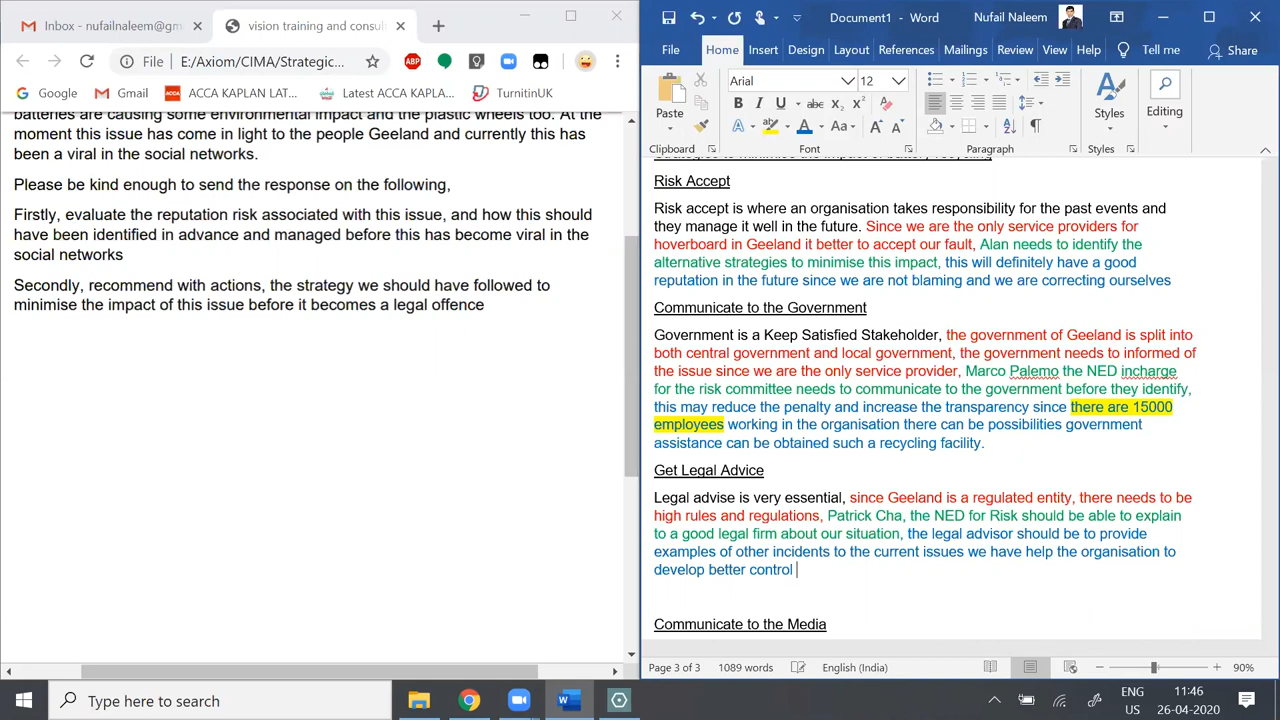 Inbox - nufailnaleem@gm
vision training and consult
File
E:/Axiom/CIMA/Strategic...
ABP
Google
Gmail
ACCA
ACCA KAPLAN LAT...
Latest ACCA KAPLA...
TurnitinUK
batteries are causing some environmental impact and the plastic wheels too. At the
moment this issue has come in light to the people Geeland and currently this has
been a viral in the social networks.
Please be kind enough to send the response on the following,
Firstly, evaluate the reputation risk associated with this issue, and how this should
have been identified in advance and managed before this has become viral in the
social networks
Secondly, recommend with actions, the strategy we should have followed to
minimise the impact of this issue before it becomes a legal offence
Document1 - Word
Nufail Naleem
File Home Insert Design Layout References Mailings Review View Help Tell me Share
Arial 12
Paste
Styles
Editing
Clipboard Font Paragraph Styles
Strategies to minimise the impact of battery recycling
Risk Accept
Risk accept is where an organisation takes responsibility for the past events and
they manage it well in the future. Since we are the only service providers for
hoverboard in Geeland it better to accept our fault, Alan needs to identify the
alternative strategies to minimise this impact, this will definitely have a good
reputation in the future since we are not blaming and we are correcting ourselves
Communicate to the Government
Government is a Keep Satisfied Stakeholder, the government of Geeland is split into
both central government and local government, the government needs to informed of
the issue since we are the only service provider, Marco Palemo the NED incharge
for the risk committee needs to communicate to the government before they identify,
this may reduce the penalty and increase the transparency since there are 15000
employees working in the organisation there can be possibilities government
assistance can be obtained such a recycling facility.
Get Legal Advice
Legal advise is very essential, since Geeland is a regulated entity, there needs to be
high rules and regulations, Patrick Cha, the NED for Risk should be able to explain
to a good legal firm about our situation, the legal advisor should be to provide
examples of other incidents to the current issues we have help the organisation to
develop better control
Communicate to the Media
Page 3 of 3
1089 words
English (India)
90%
Type here to search
ENG
US
11:46
26-04-2020